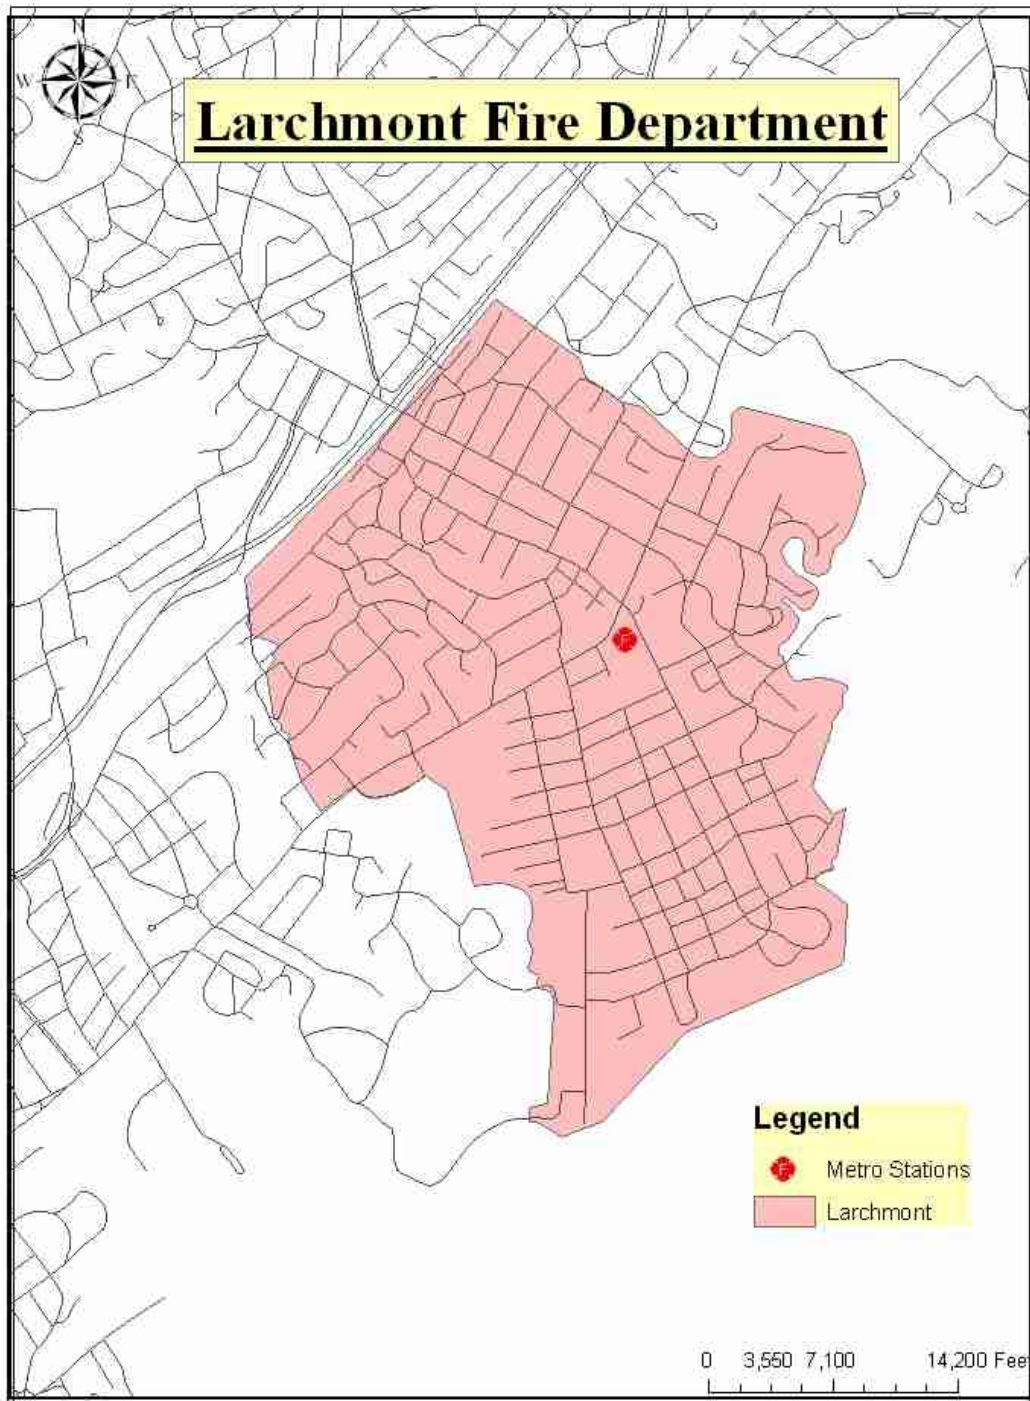 N
W E
S
Larchmont Fire Department
F
Legend
F Metro Stations
Larchmont
0 3,550 7,100 14,200 Feet